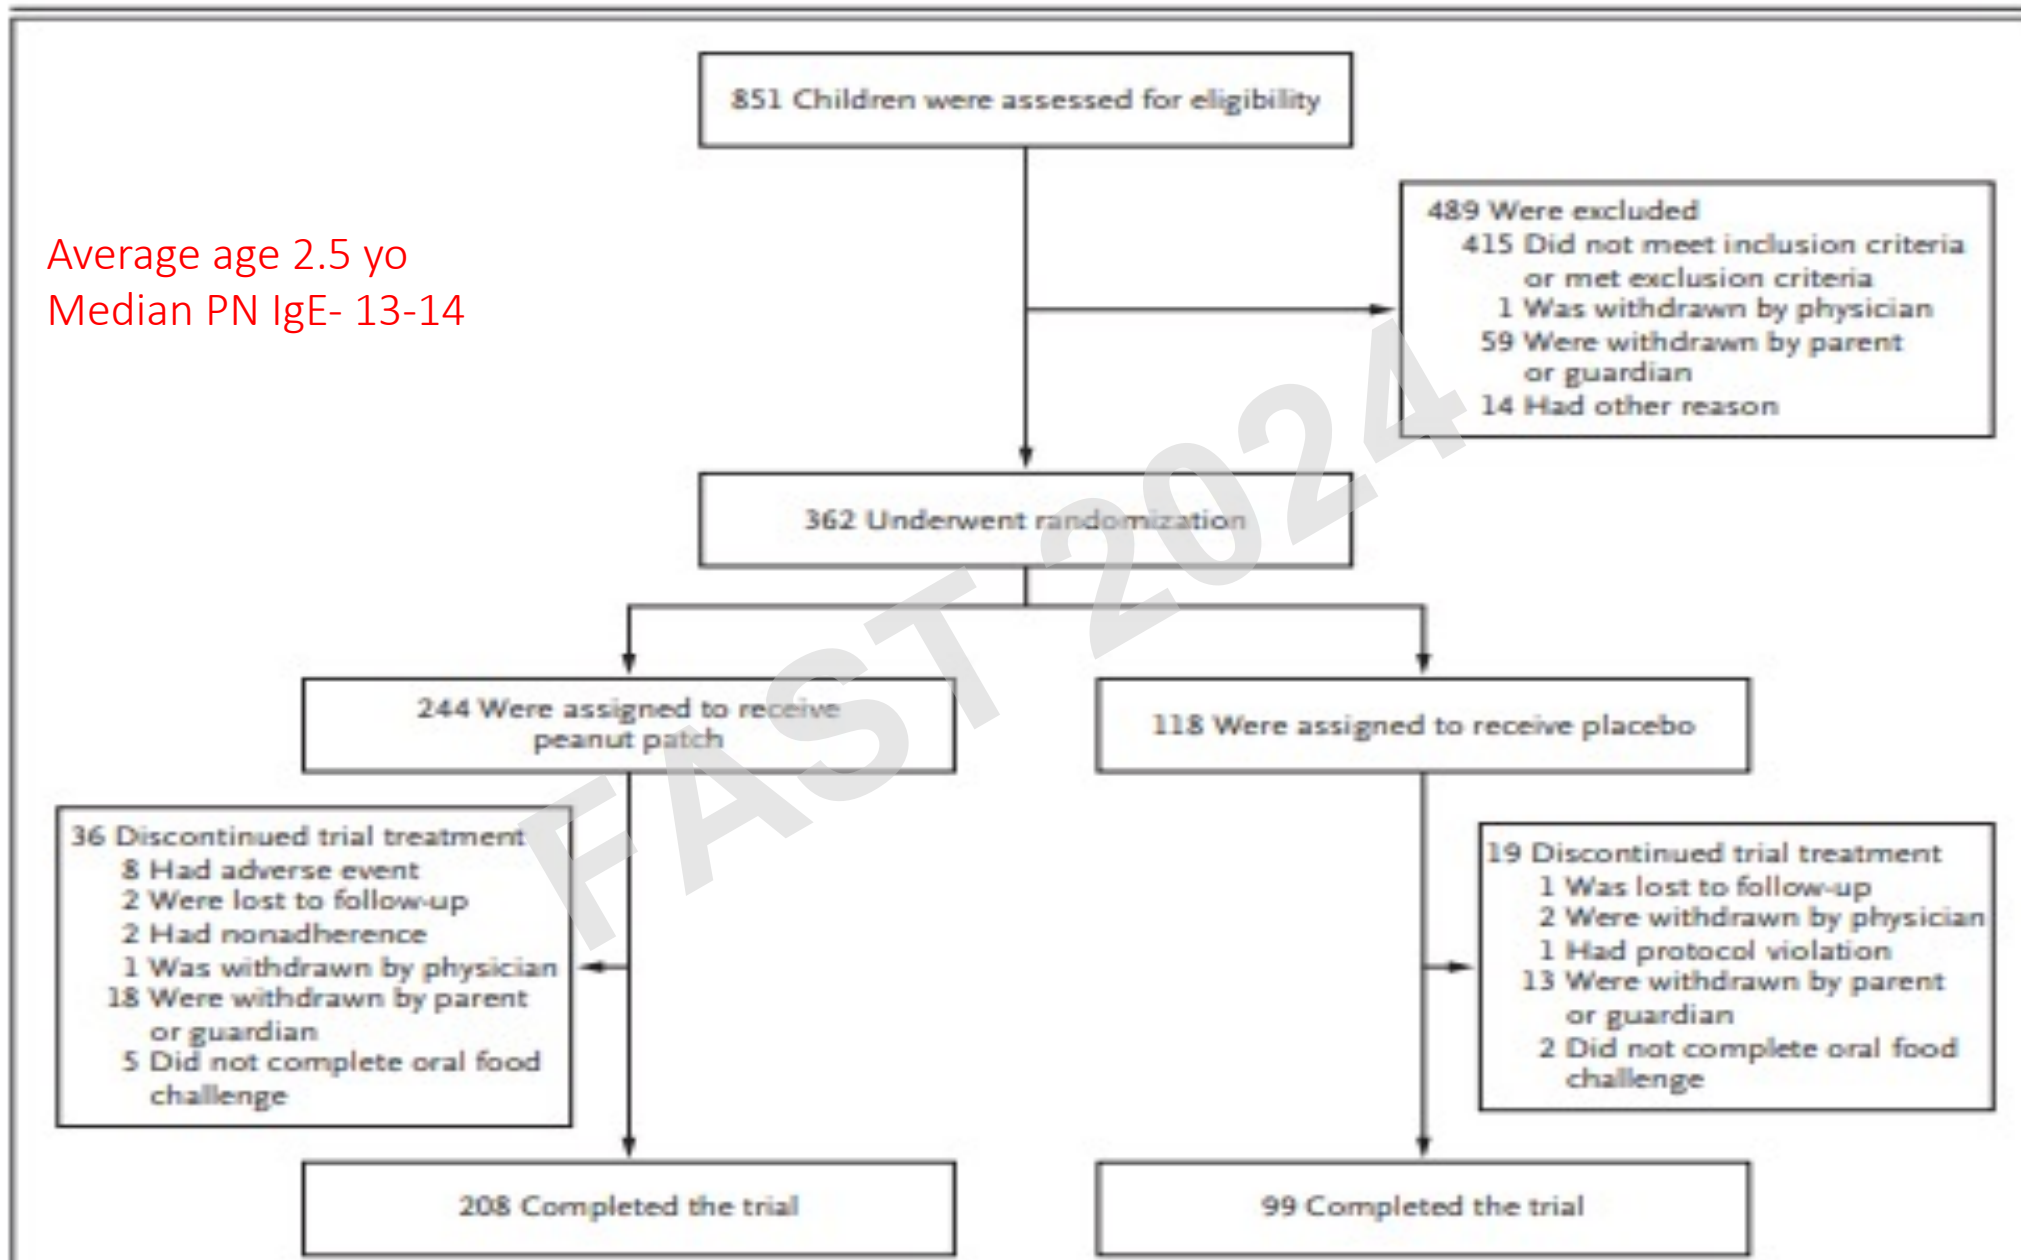 851 Children were assessed for eligibility
Average age 2.5 yo
Median PN IgE- 13-14
489 Were excluded
415 Did not meet inclusion criteria
or met exclusion criteria
1 Was withdrawn by physician
59 Were withdrawn by parent
or guardian
14 Had other reason
362 Underwent randomization
244 Were assigned to receive
peanut patch
118 Were assigned to receive placebo
36 Discontinued trial treatment
8 Had adverse event
2 Were lost to follow-up
2 Had nonadherence
1 Was withdrawn by physician
18 Were withdrawn by parent
or guardian
5 Did not complete oral food
challenge
19 Discontinued trial treatment
1 Was lost to follow-up
2 Were withdrawn by physician
1 Had protocol violation
13 Were withdrawn by parent
or guardian
2 Did not complete oral food
challenge
208 Completed the trial
99 Completed the trial
FAST 2024